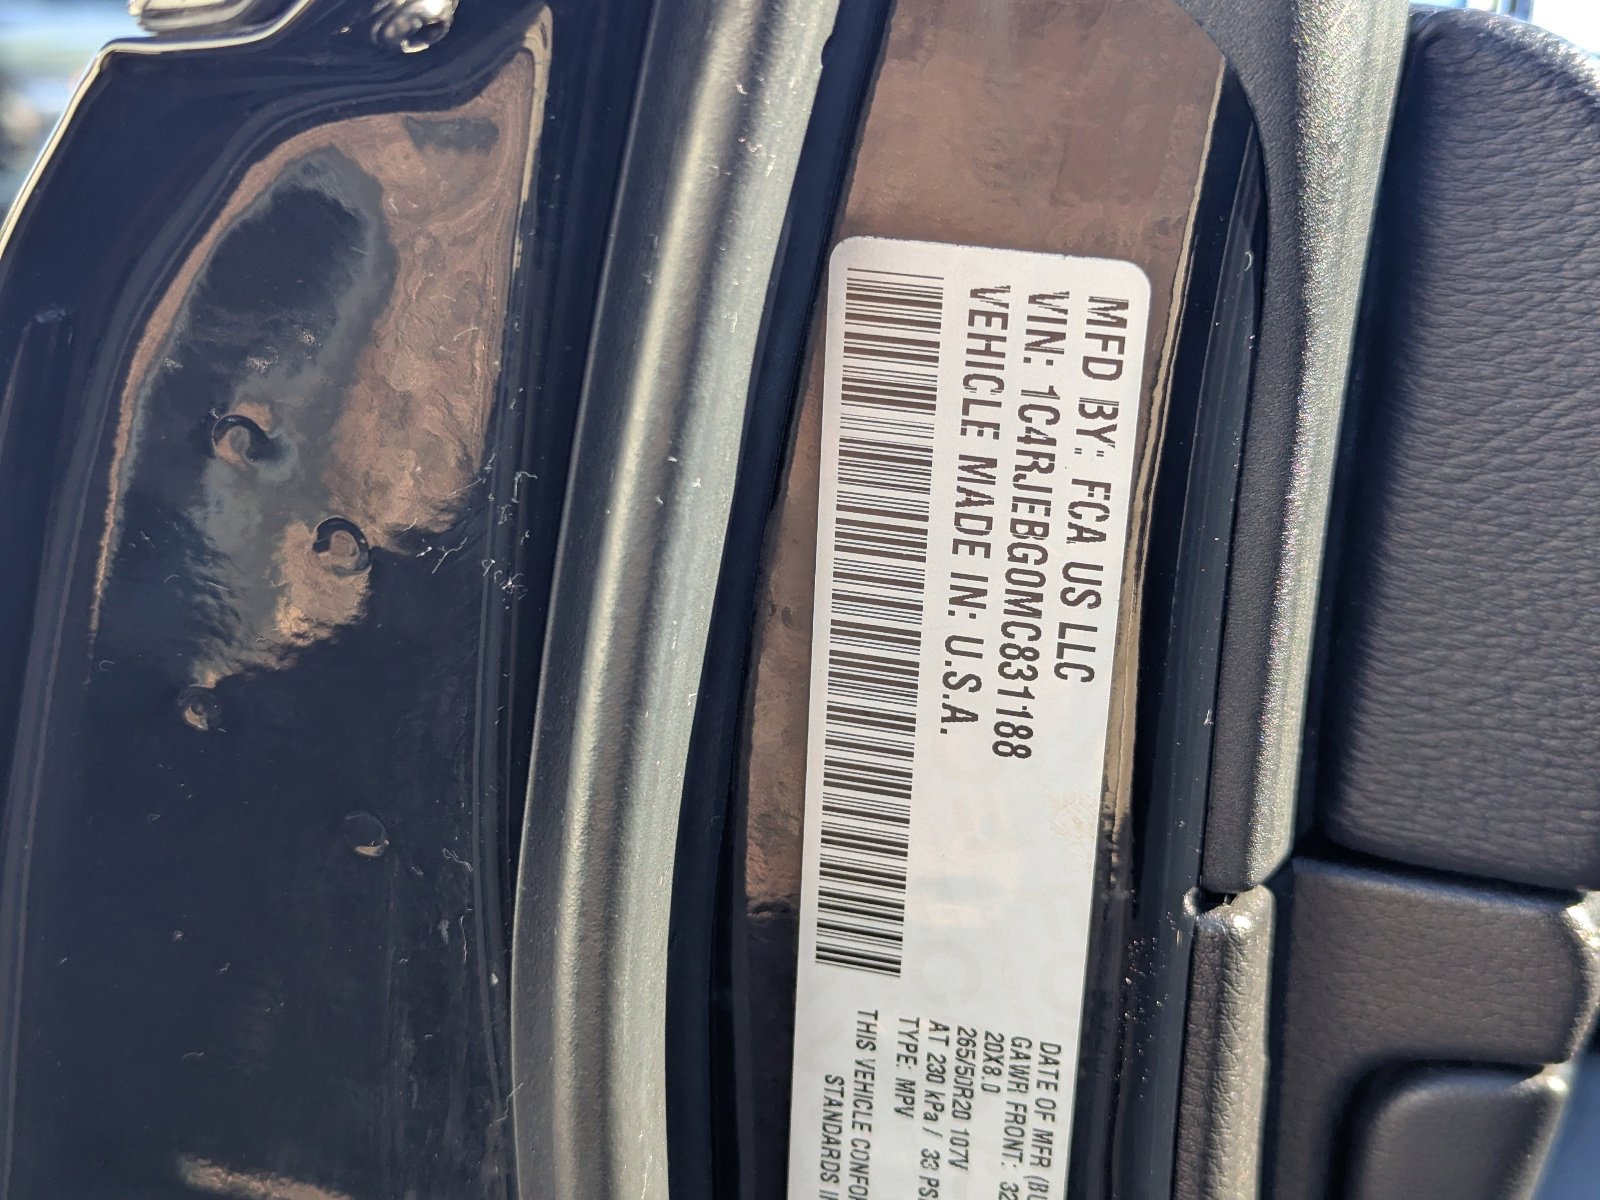 MFD BY: FCA US LLC
VIN: 1C4RJEBG0MC831188
VEHICLE MADE IN: U.S.A.
DATE OF MFR
GAWR FRONT:
20X8.0
265/50R20 107V
AT 230 kPa / 33
TYPE: MPV
THIS VEHICLE
STANDARDS